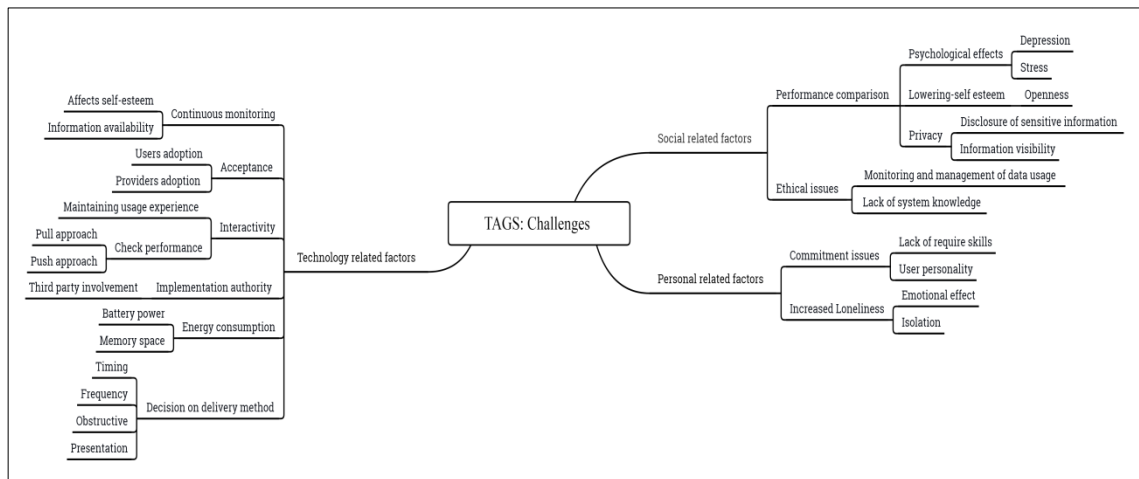 TAGS: Challenges
Technology related factors
Continuous monitoring
Affects self-esteem
Information availability
Acceptance
Users adoption
Providers adoption
Interactivity
Maintaining usage experience
Check performance
Pull approach
Push approach
Implementation authority
Third party involvement
Energy consumption
Battery power
Memory space
Decision on delivery method
Timing
Frequency
Obstructive
Presentation
Social related factors
Performance comparison
Psychological effects
Depression
Stress
Lowering-self esteem
Openness
Privacy
Disclosure of sensitive information
Information visibility
Ethical issues
Monitoring and management of data usage
Lack of system knowledge
Personal related factors
Commitment issues
Lack of require skills
User personality
Increased Loneliness
Emotional effect
Isolation